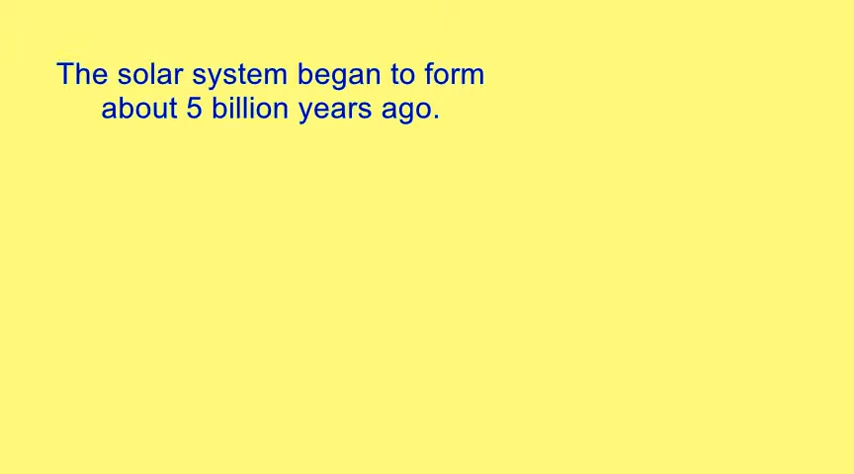 The solar system began to form
about 5 billion years ago.